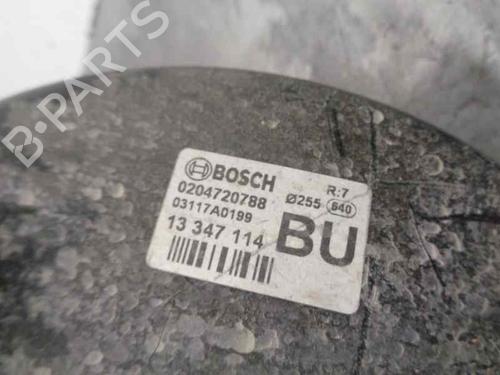 BOSCH R:7
0204720788 Ø255 640
03117A0199
13 347 114 BU
B-PARTS